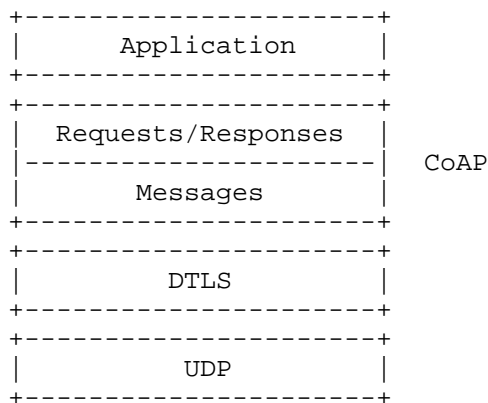 Application
Requests/Responses
CoAP
Messages
DTLS
UDP